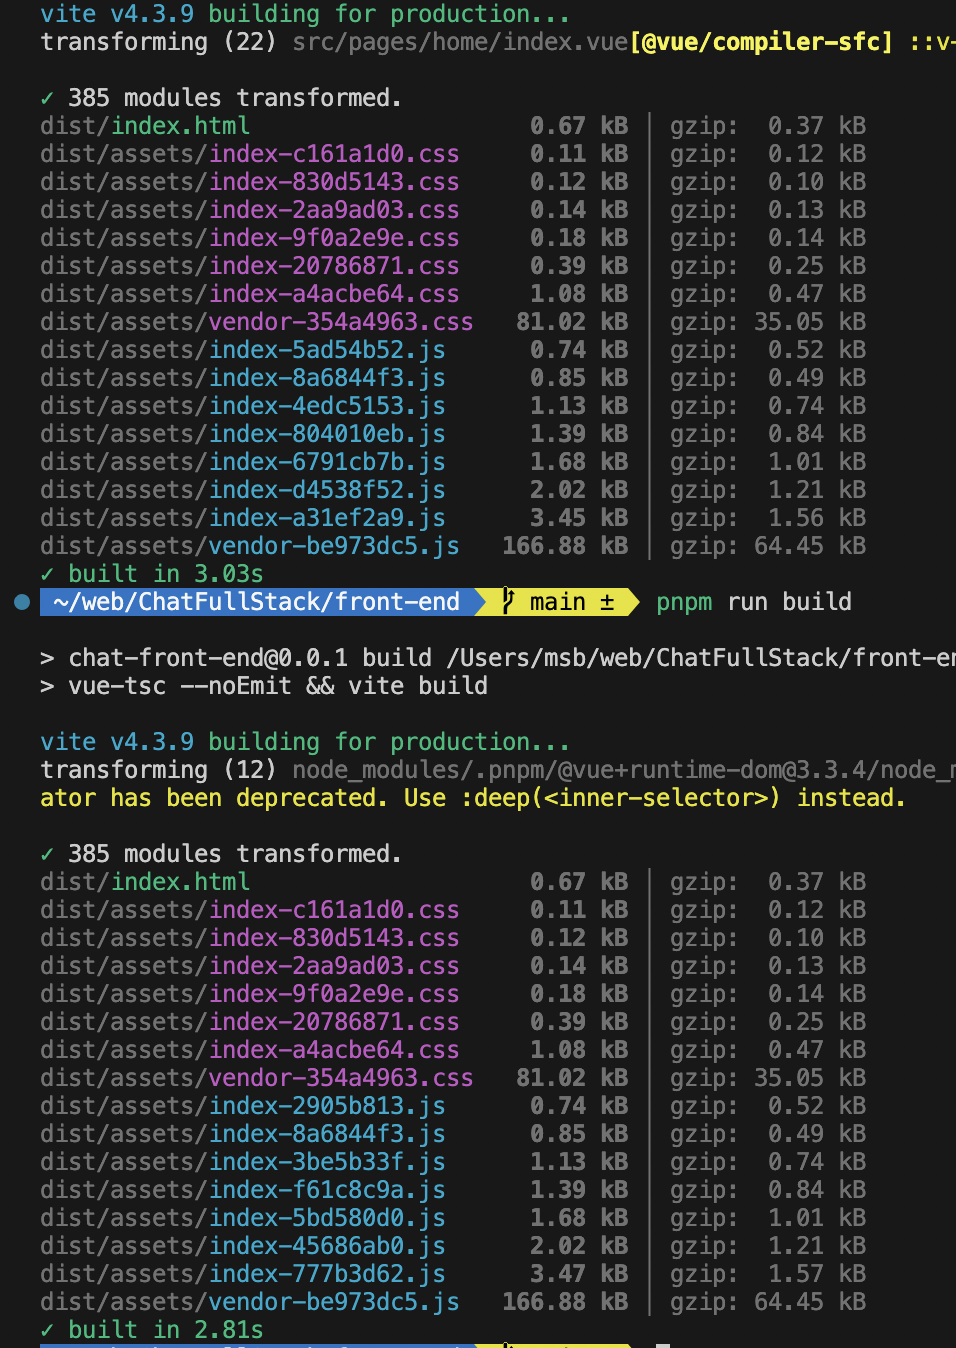 vite v4.3.9 building for production...
transforming (22) src/pages/home/index.vue[@vue/compiler-sfc] ::v-
✓ 385 modules transformed.
dist/index.html 0.67 kB │ gzip: 0.37 kB
dist/assets/index-c161a1d0.css 0.11 kB │ gzip: 0.12 kB
dist/assets/index-830d5143.css 0.12 kB │ gzip: 0.10 kB
dist/assets/index-2aa9ad03.css 0.14 kB │ gzip: 0.13 kB
dist/assets/index-9f0a2e9e.css 0.18 kB │ gzip: 0.14 kB
dist/assets/index-20786871.css 0.39 kB │ gzip: 0.25 kB
dist/assets/index-a4acbe64.css 1.08 kB │ gzip: 0.47 kB
dist/assets/vendor-354a4963.css 81.02 kB │ gzip: 35.05 kB
dist/assets/index-5ad54b52.js 0.74 kB │ gzip: 0.52 kB
dist/assets/index-8a6844f3.js 0.85 kB │ gzip: 0.49 kB
dist/assets/index-4edc5153.js 1.13 kB │ gzip: 0.74 kB
dist/assets/index-804010eb.js 1.39 kB │ gzip: 0.84 kB
dist/assets/index-6791cb7b.js 1.68 kB │ gzip: 1.01 kB
dist/assets/index-d4538f52.js 2.02 kB │ gzip: 1.21 kB
dist/assets/index-a31ef2a9.js 3.45 kB │ gzip: 1.56 kB
dist/assets/vendor-be973dc5.js 166.88 kB │ gzip: 64.45 kB
✓ built in 3.03s
~/web/ChatFullStack/front-end main ± pnpm run build
> chat-front-end@0.0.1 build /Users/msb/web/ChatFullStack/front-en
> vue-tsc --noEmit && vite build
vite v4.3.9 building for production...
transforming (12) node_modules/.pnpm/@vue+runtime-dom@3.3.4/node_m
ator has been deprecated. Use :deep(<inner-selector>) instead.
✓ 385 modules transformed.
dist/index.html 0.67 kB │ gzip: 0.37 kB
dist/assets/index-c161a1d0.css 0.11 kB │ gzip: 0.12 kB
dist/assets/index-830d5143.css 0.12 kB │ gzip: 0.10 kB
dist/assets/index-2aa9ad03.css 0.14 kB │ gzip: 0.13 kB
dist/assets/index-9f0a2e9e.css 0.18 kB │ gzip: 0.14 kB
dist/assets/index-20786871.css 0.39 kB │ gzip: 0.25 kB
dist/assets/index-a4acbe64.css 1.08 kB │ gzip: 0.47 kB
dist/assets/vendor-354a4963.css 81.02 kB │ gzip: 35.05 kB
dist/assets/index-2905b813.js 0.74 kB │ gzip: 0.52 kB
dist/assets/index-8a6844f3.js 0.85 kB │ gzip: 0.49 kB
dist/assets/index-3be5b33f.js 1.13 kB │ gzip: 0.74 kB
dist/assets/index-f61c8c9a.js 1.39 kB │ gzip: 0.84 kB
dist/assets/index-5bd580d0.js 1.68 kB │ gzip: 1.01 kB
dist/assets/index-45686ab0.js 2.02 kB │ gzip: 1.21 kB
dist/assets/index-777b3d62.js 3.47 kB │ gzip: 1.57 kB
dist/assets/vendor-be973dc5.js 166.88 kB │ gzip: 64.45 kB
✓ built in 2.81s